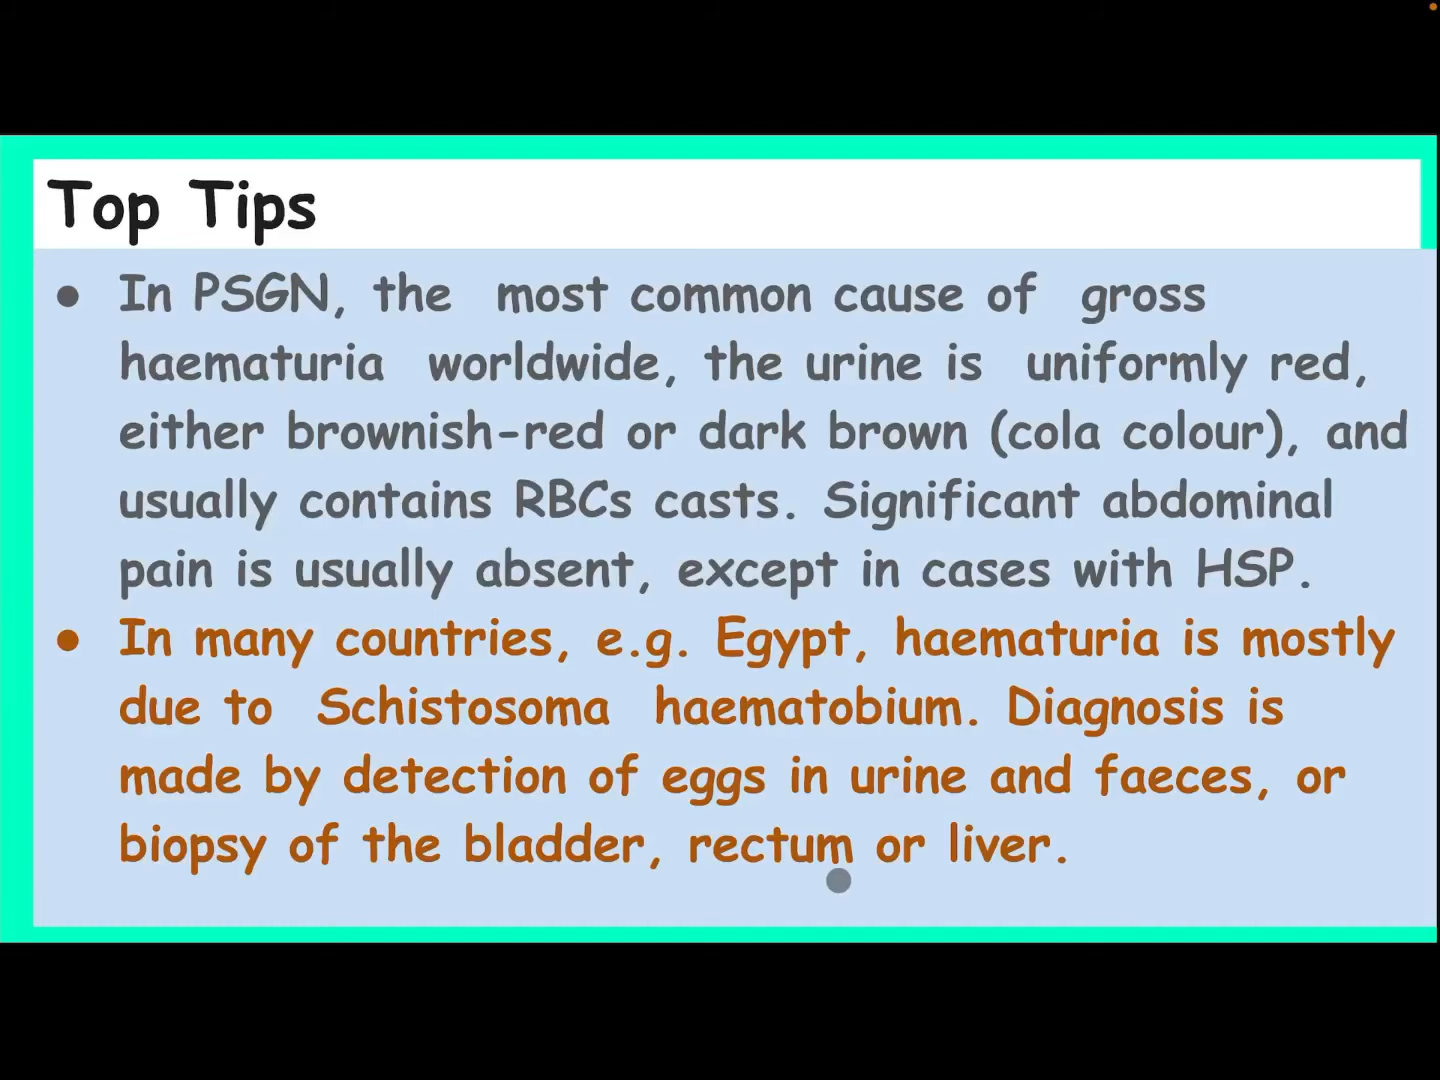 Top Tips
● In PSGN, the most common cause of gross
haematuria worldwide, the urine is uniformly red,
either brownish-red or dark brown (cola colour), and
usually contains RBCs casts. Significant abdominal
pain is usually absent, except in cases with HSP.
● In many countries, e.g. Egypt, haematuria is mostly
due to Schistosoma haematobium. Diagnosis is
made by detection of eggs in urine and faeces, or
biopsy of the bladder, rectum or liver.